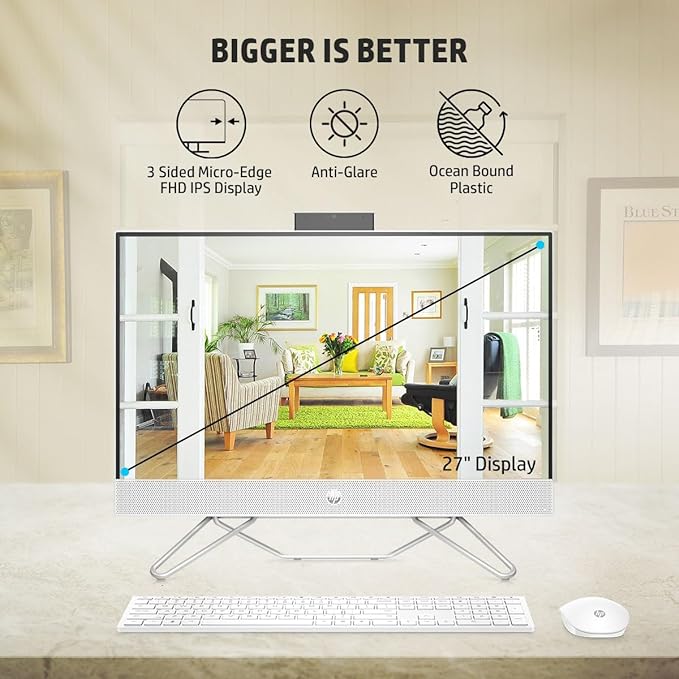 BIGGER IS BETTER
3 Sided Micro-Edge
FHD IPS Display
Anti-Glare
Ocean Bound
Plastic
BLUE ST
27" Display
hp
hp